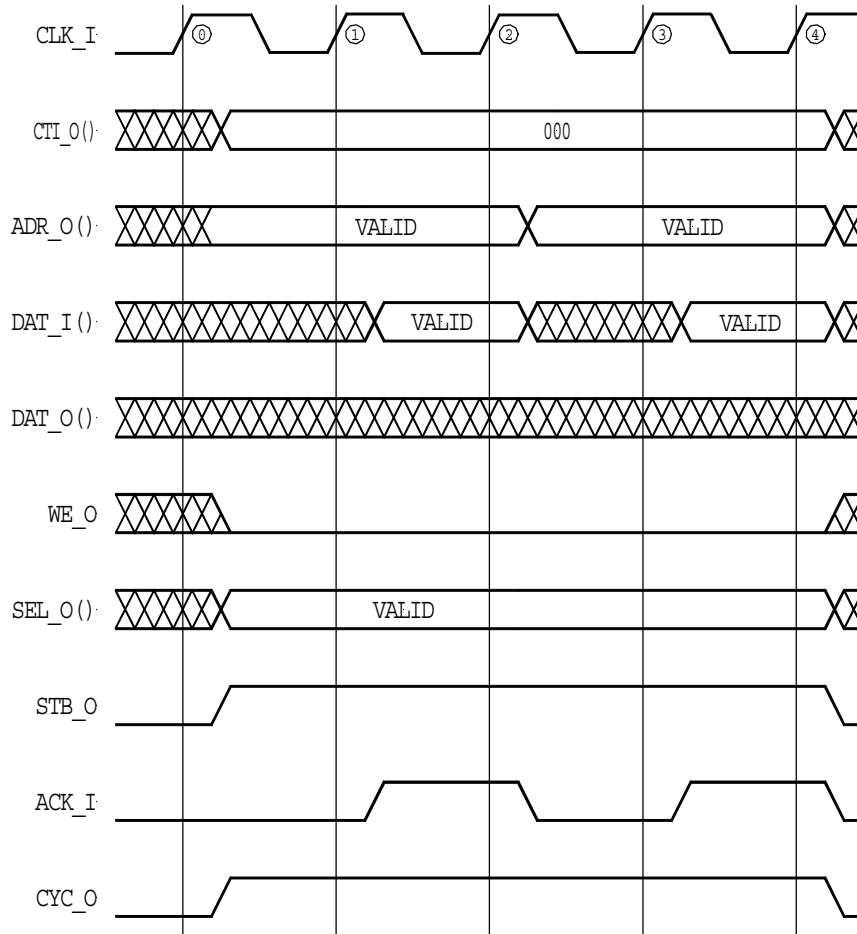 CLK_I 0 1 2 3 4
CTI_O() 000
ADR_O() VALID VALID
DAT_I() VALID VALID
DAT_O()
WE_O
SEL_O() VALID
STB_O
ACK_I
CYC_O